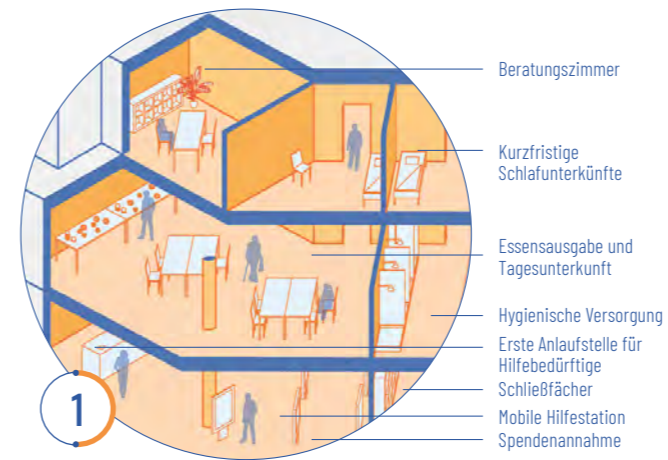 Beratungszimmer
Kurzfristige
Schlafunterkünfte
Essensausgabe und
Tagesunterkunft
Hygienische Versorgung
Erste Anlaufstelle für
Hilfebedürftige
Schließfächer
Mobile Hilfestation
Spendenannahme
1